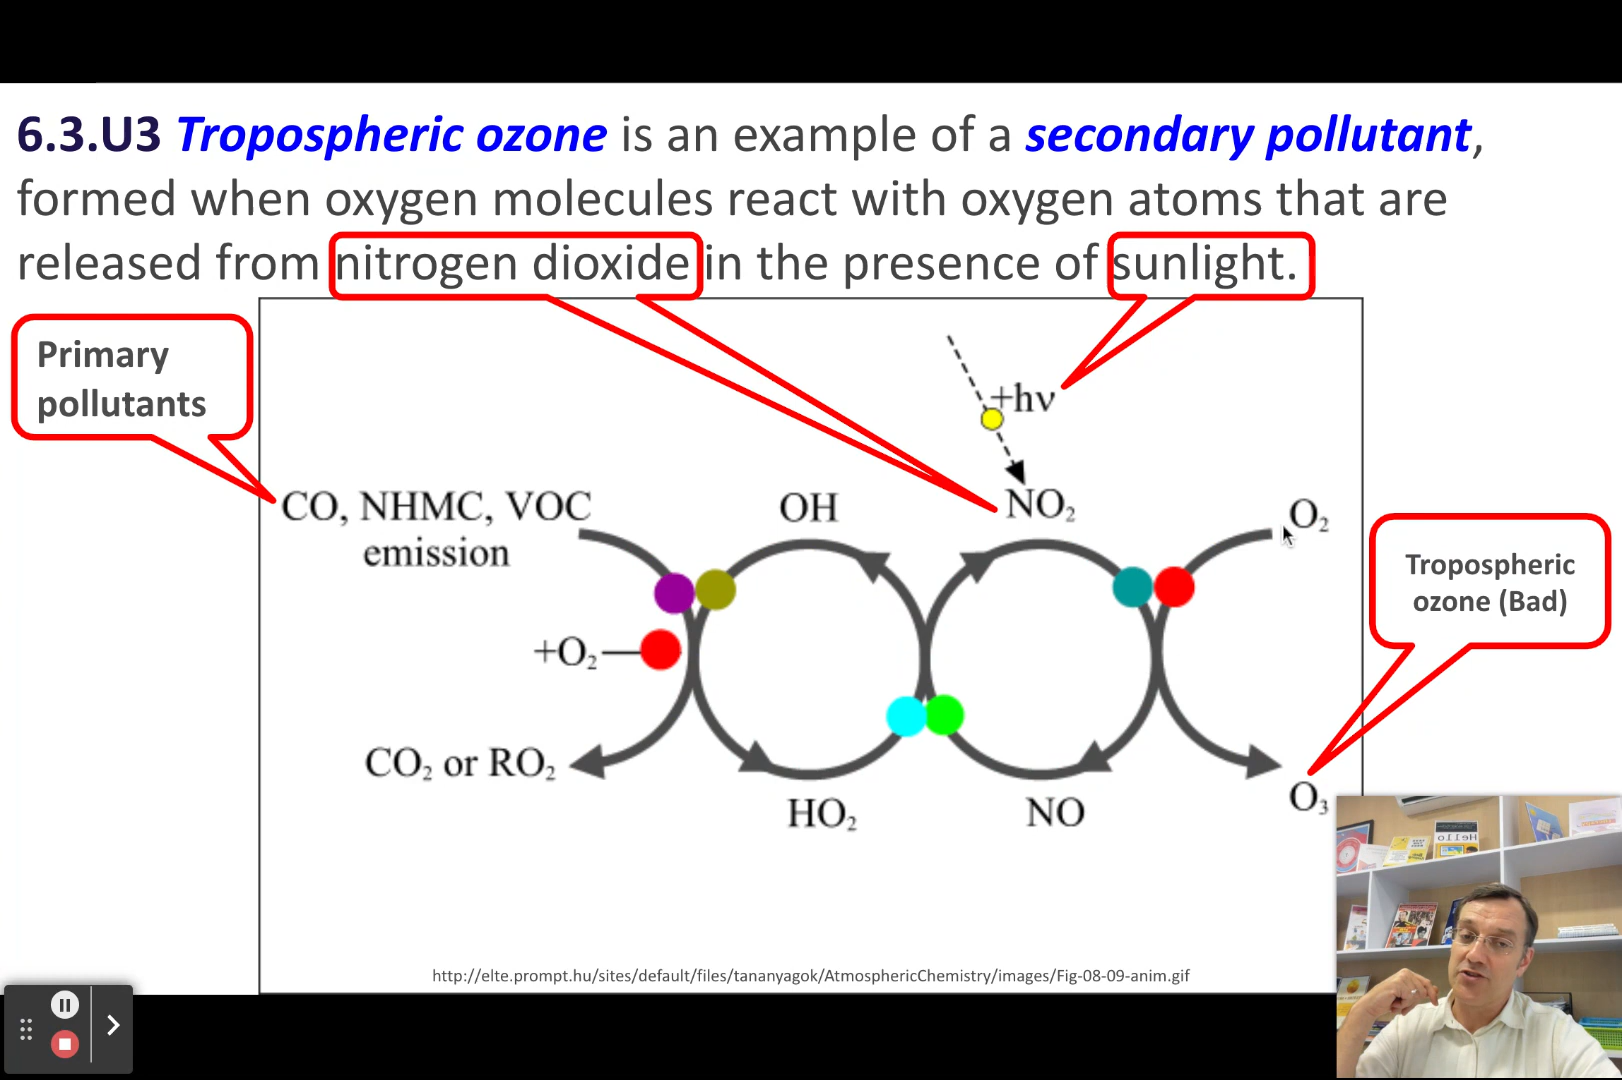 6.3.U3 Tropospheric ozone is an example of a secondary pollutant,
formed when oxygen molecules react with oxygen atoms that are
released from nitrogen dioxide in the presence of sunlight.
Primary
pollutants
+hν
CO, NHMC, VOC
emission
OH
NO₂
O₂
Tropospheric
ozone (Bad)
+O₂
CO₂ or RO₂
HO₂
NO
O₃
Hello
http://elte.prompt.hu/sites/default/files/tananyagok/AtmosphericChemistry/images/Fig-08-09-anim.gif